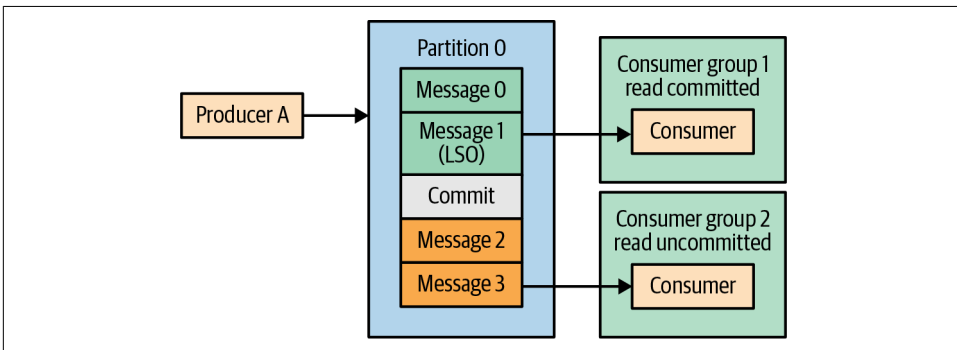 Producer A
Partition 0
Message 0
Message 1
(LSO)
Commit
Message 2
Message 3
Consumer group 1
read committed
Consumer
Consumer group 2
read uncommitted
Consumer